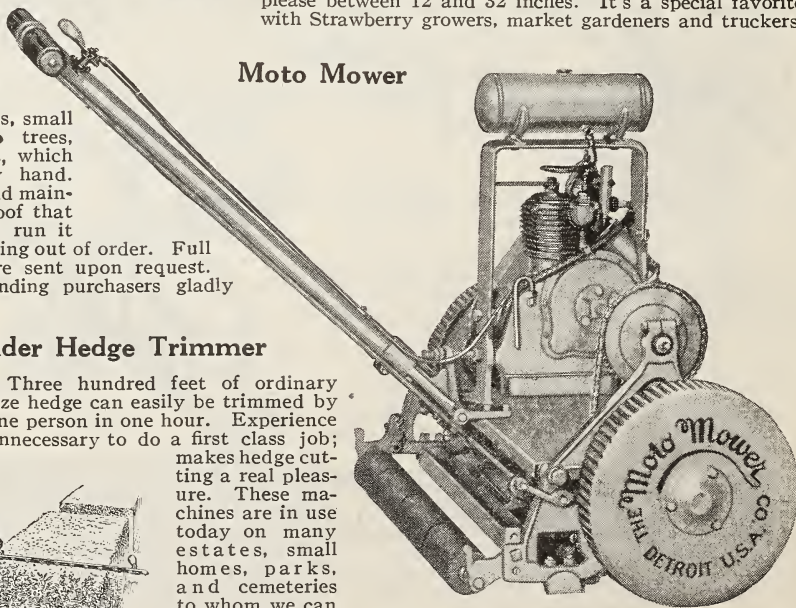 please between 12 and 32 inches. It's a special favorite
with Strawberry growers, market gardeners and truckers
Moto Mower
s, small
trees,
, which
hand.
d main-
oof that
run it
ing out of order. Full
re sent upon request.
nding purchasers gladly
der Hedge Trimmer
Three hundred feet of ordinary
ze hedge can easily be trimmed by
ne person in one hour. Experience
nnecessary to do a first class job;
makes hedge cut-
ting a real pleas-
ure. These ma-
chines are in use
today on many
estates, small
homes, parks,
and cemeteries
to whom we can
The Moto Mower CO.
THE DETROIT U.S.A.